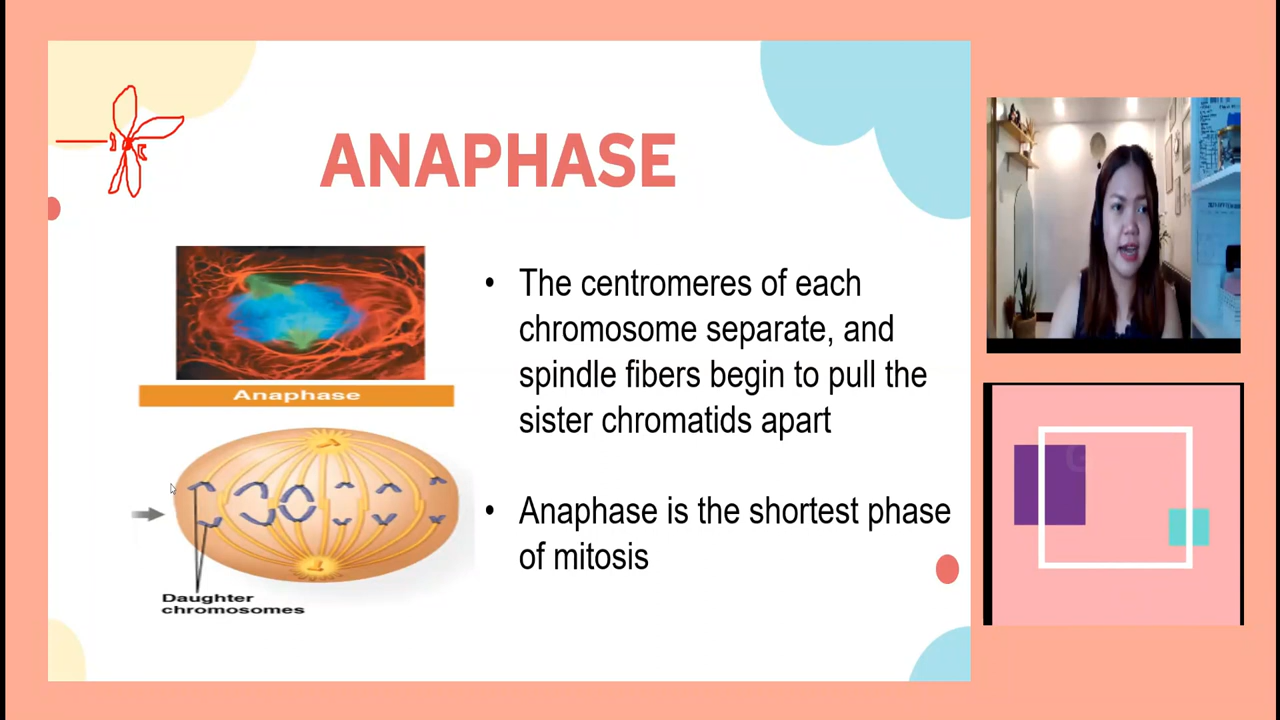 ANAPHASE
• The centromeres of each
chromosome separate, and
spindle fibers begin to pull the
sister chromatids apart
Anaphase
• Anaphase is the shortest phase
of mitosis
Daughter
chromosomes